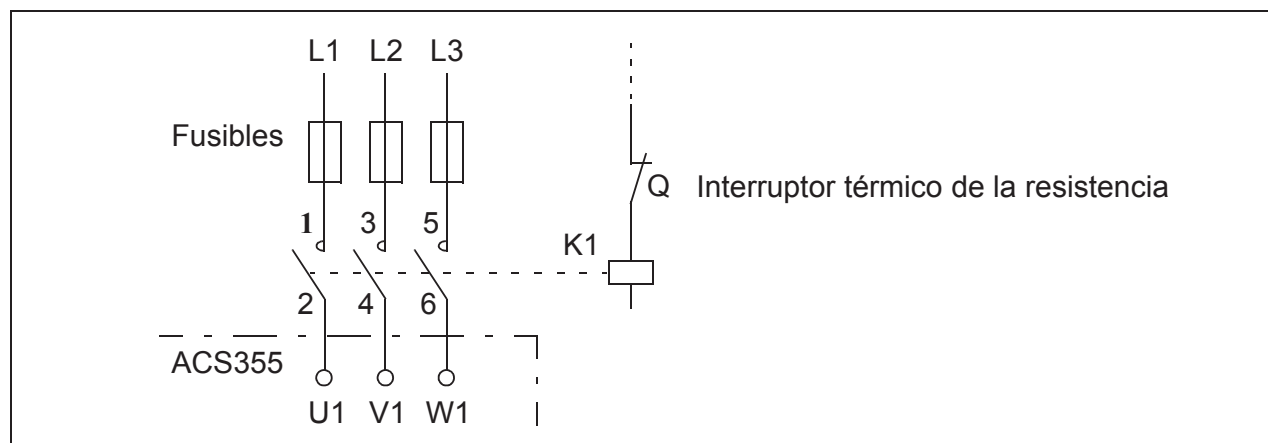 L1 L2 L3
Fusibles
Q Interruptor térmico de la resistencia
1 3 5
K1
2 4 6
ACS355
U1 V1 W1